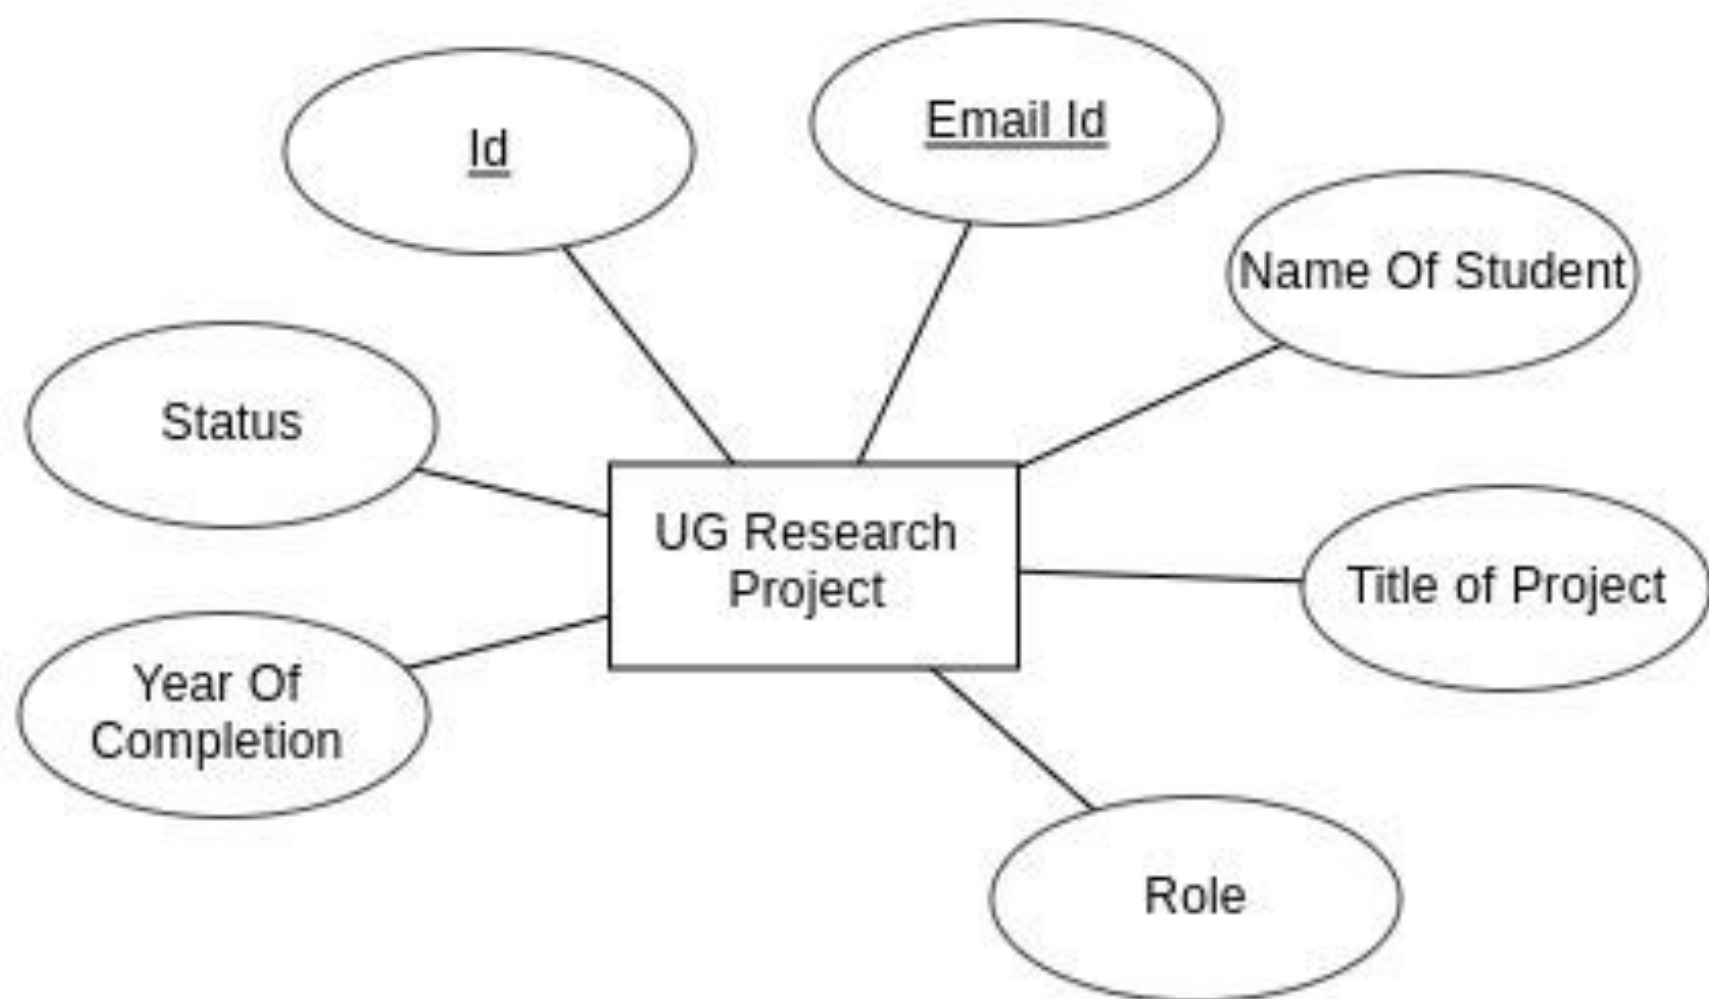 Id
Email Id
Name Of Student
Status
UG Research
Project
Title of Project
Year Of
Completion
Role